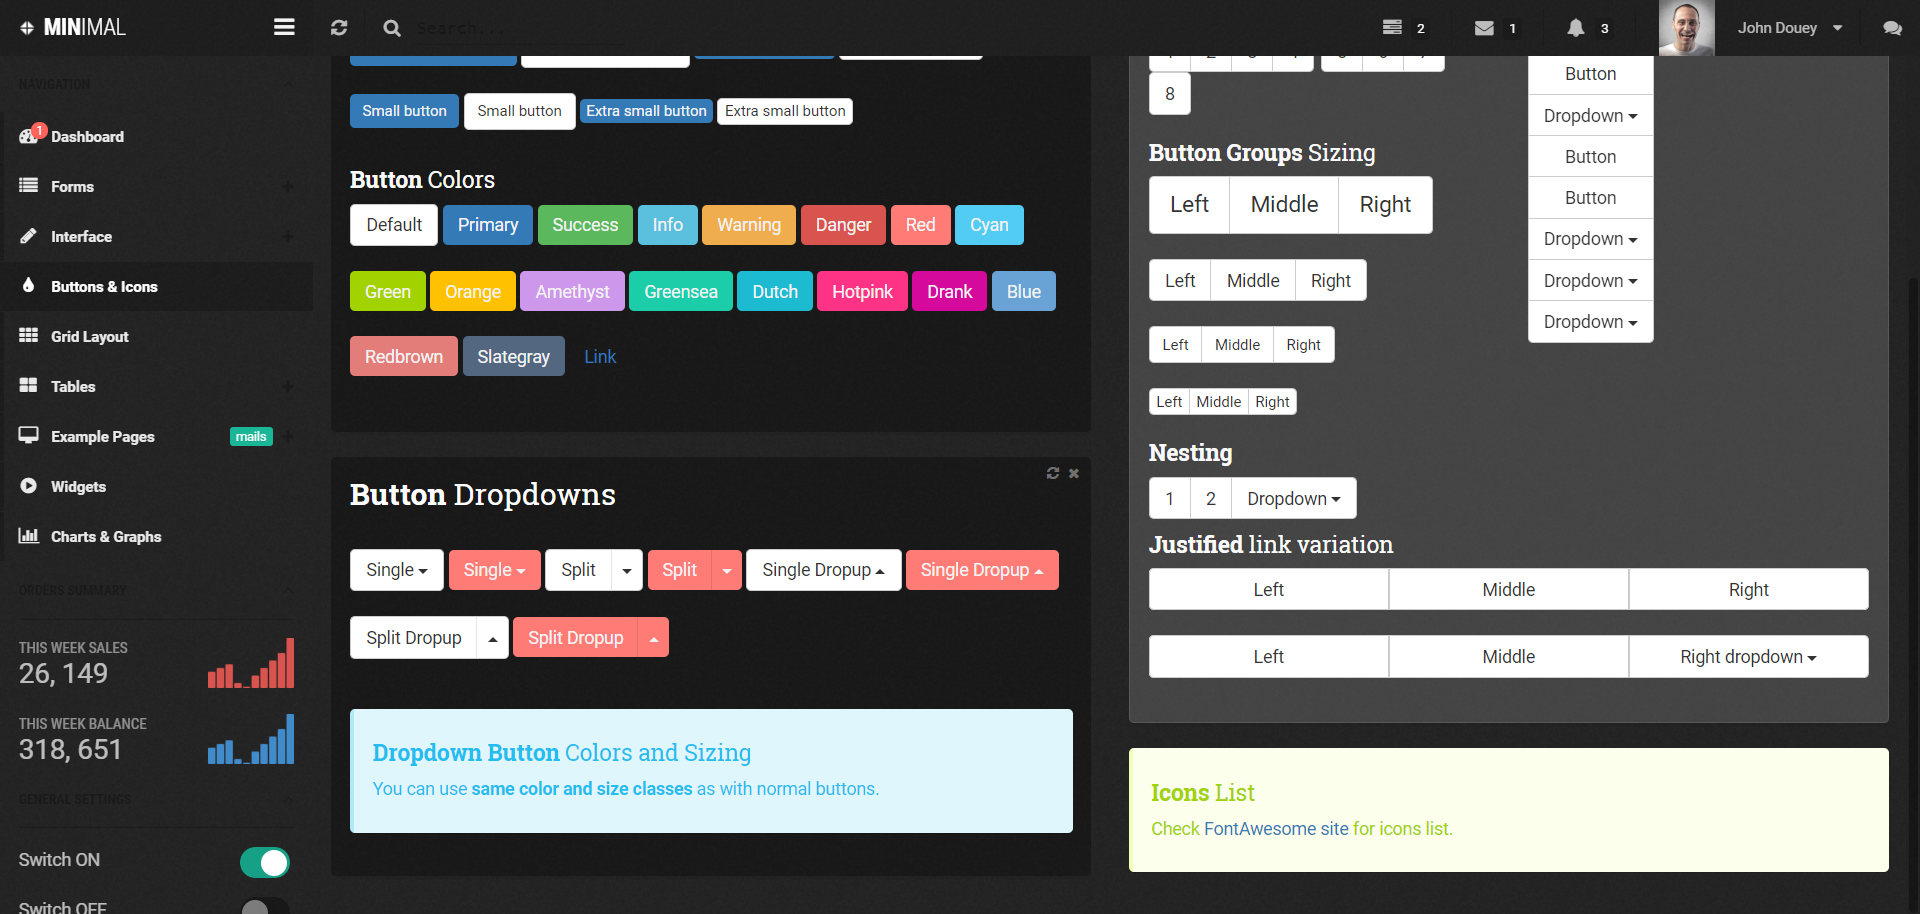 MINIMAL
Search...
2
1
3
John Douey
NAVIGATION
1
Dashboard
Forms
Interface
Buttons & Icons
Grid Layout
Tables
Example Pages
mails
Widgets
Charts & Graphs
ORDERS SUMMARY
THIS WEEK SALES
26, 149
THIS WEEK BALANCE
318, 651
GENERAL SETTINGS
Switch ON
Switch OFF
Small button Small button Extra small button Extra small button
Button Colors
Default Primary Success Info Warning Danger Red Cyan
Green Orange Amethyst Greensea Dutch Hotpink Drank Blue
Redbrown Slategray Link
Button Dropdowns
Single Single Split Split Single Dropup Single Dropup
Split Dropup Split Dropup
Dropdown Button Colors and Sizing
You can use same color and size classes as with normal buttons.
8
Button Groups Sizing
Left Middle Right
Left Middle Right
Left Middle Right
Left Middle Right
Button
Dropdown
Button
Button
Dropdown
Dropdown
Dropdown
Nesting
1 2 Dropdown
Justified link variation
Left Middle Right
Left Middle Right dropdown
Icons List
Check FontAwesome site for icons list.